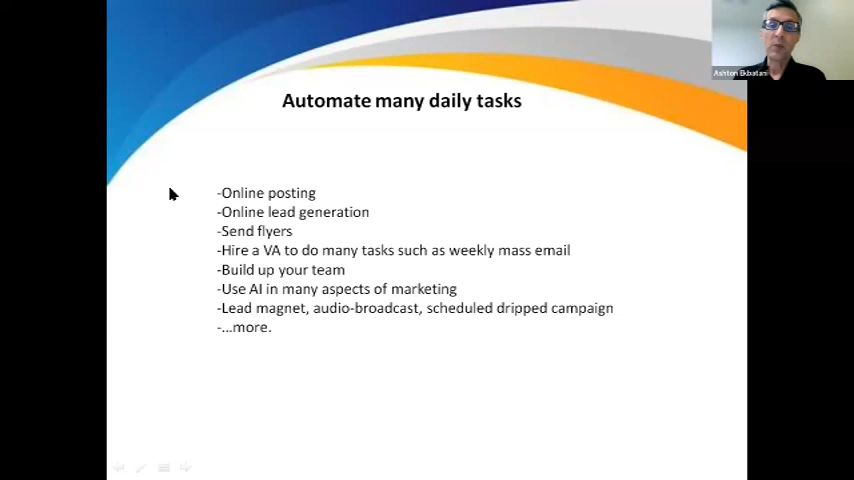 Automate many daily tasks
Ashton Ekbatani
-Online posting
-Online lead generation
-Send flyers
-Hire a VA to do many tasks such as weekly mass email
-Build up your team
-Use AI in many aspects of marketing
-Lead magnet, audio-broadcast, scheduled dripped campaign
-...more.